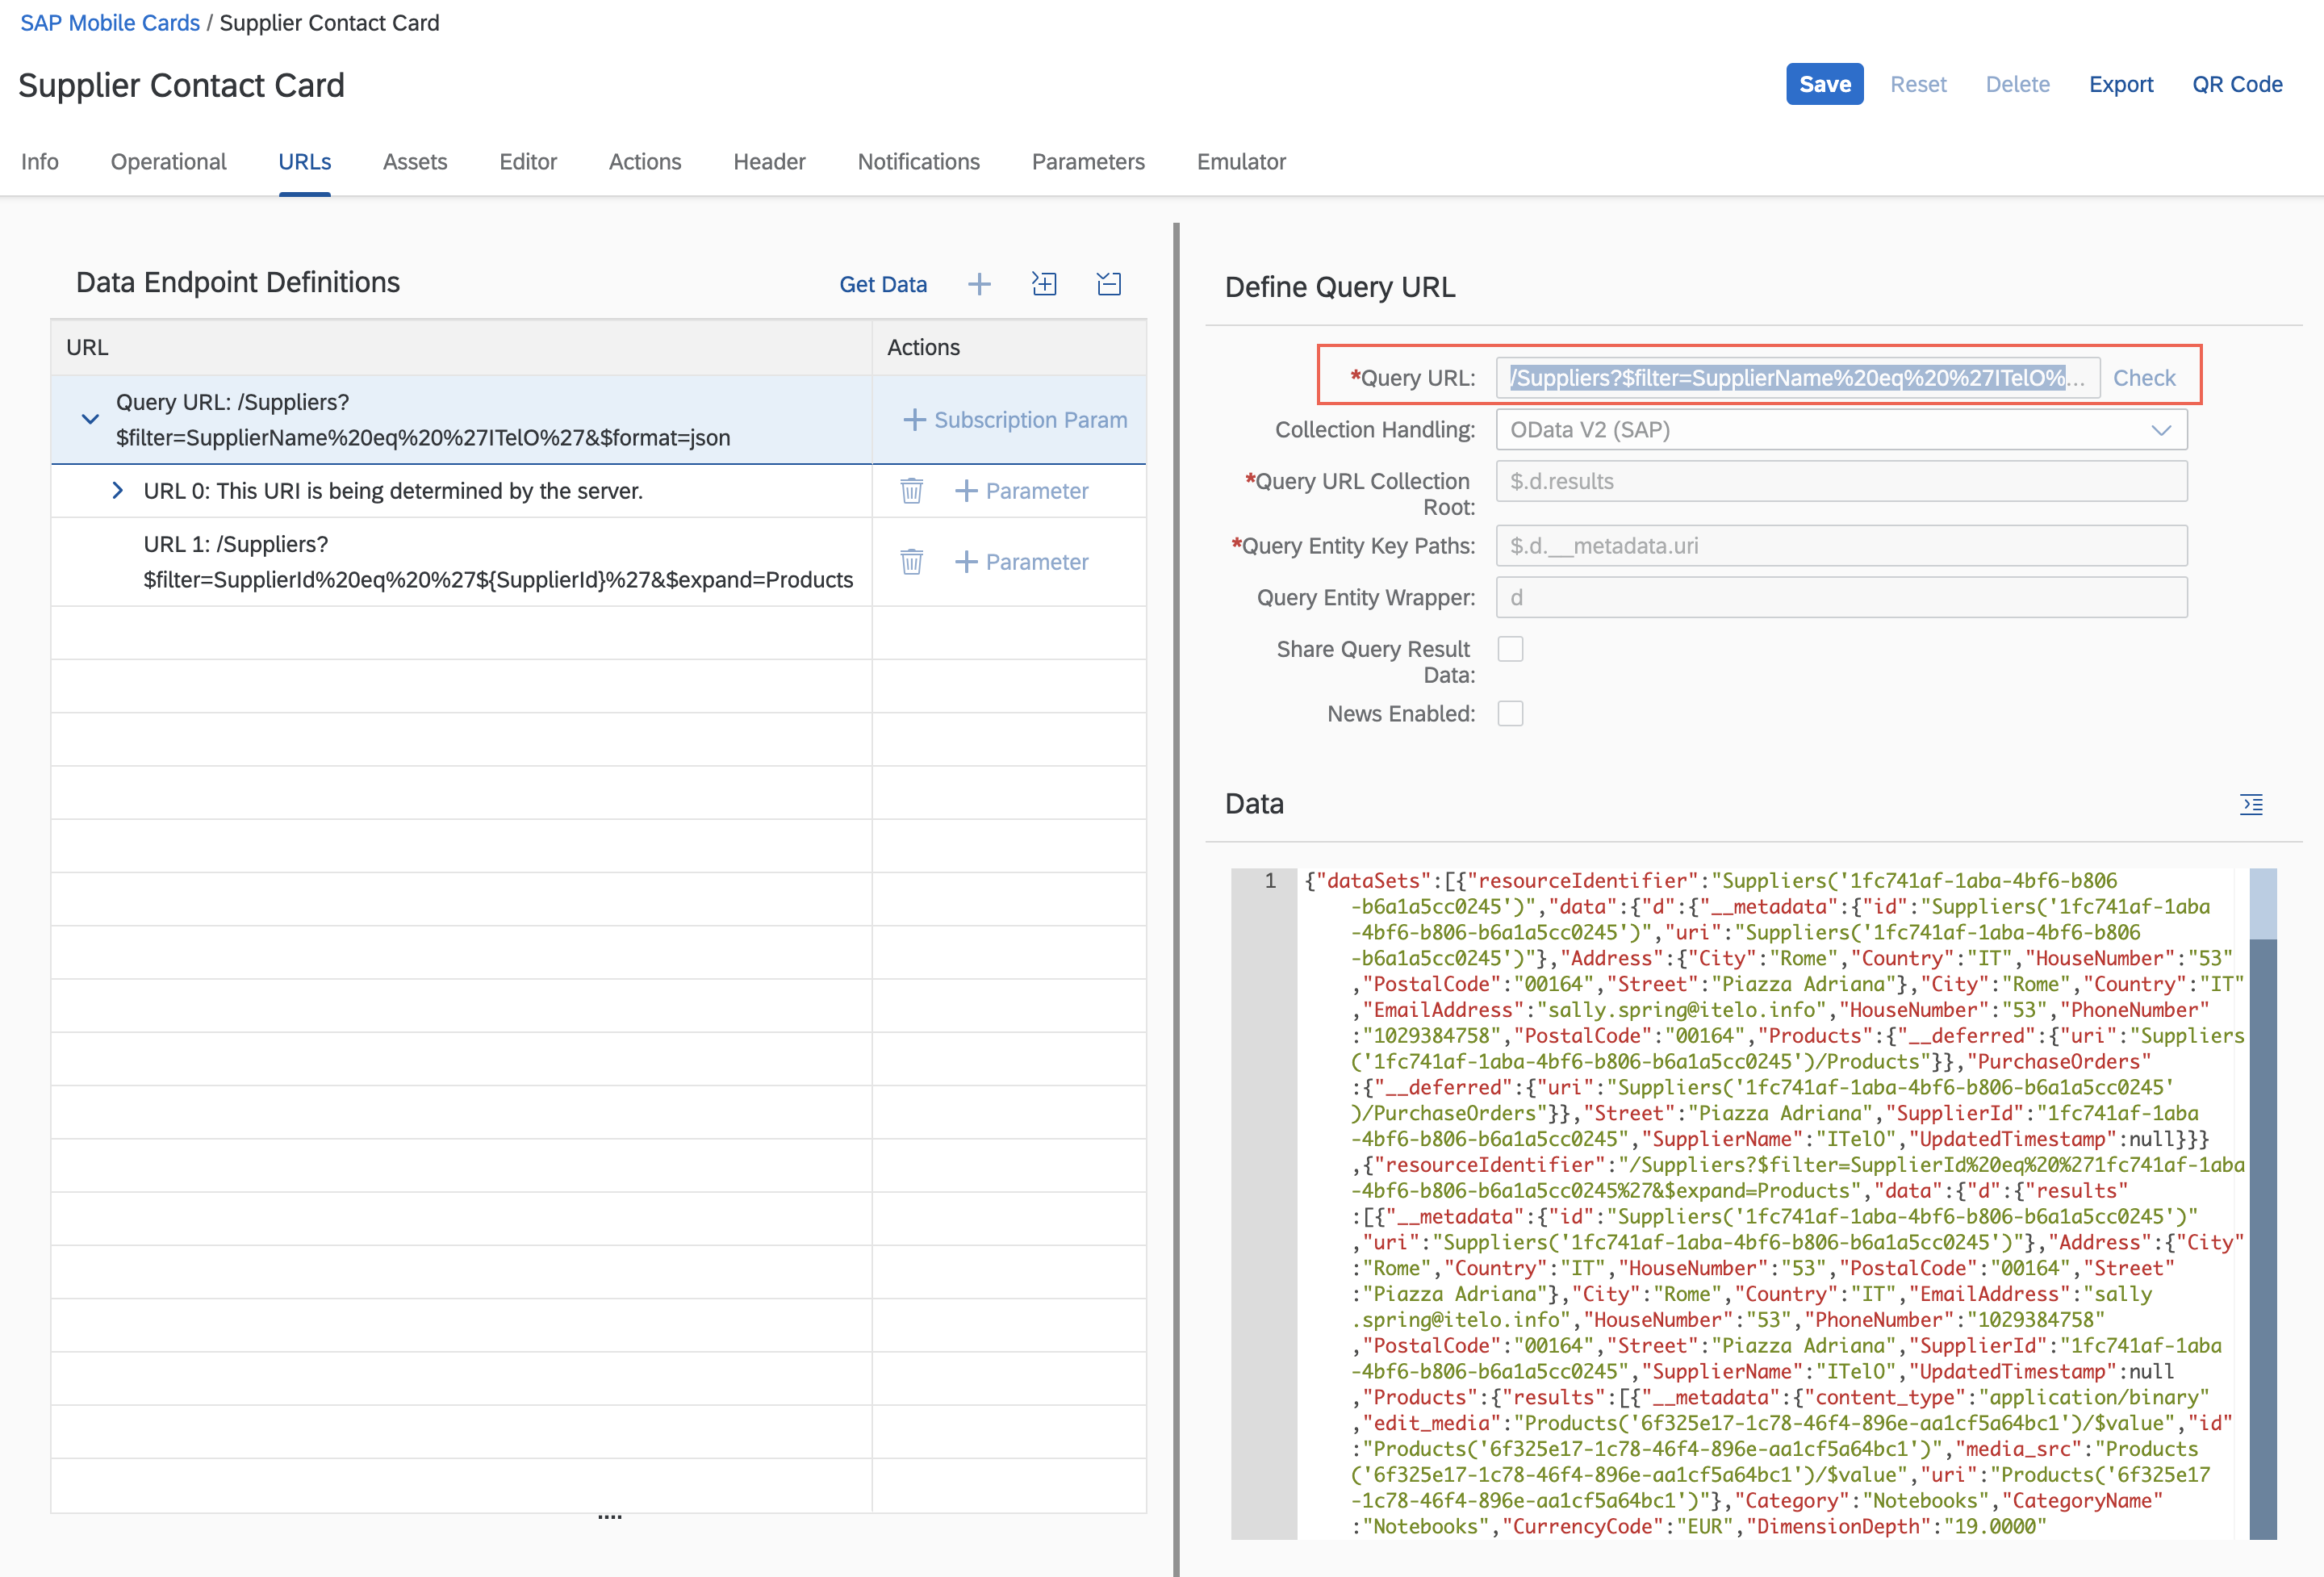 SAP Mobile Cards / Supplier Contact Card
Supplier Contact Card
Save Reset Delete Export QR Code
Info Operational URLs Assets Editor Actions Header Notifications Parameters Emulator
Data Endpoint Definitions
Get Data
URL Actions
Query URL: /Suppliers?
$filter=SupplierName%20eq%20%27ITelO%27&$format=json
Subscription Param
URL 0: This URI is being determined by the server.
Parameter
URL 1: /Suppliers?
$filter=SupplierId%20eq%20%27${SupplierId}%27&$expand=Products
Parameter
....
Define Query URL
*Query URL: /Suppliers?$filter=SupplierName%20eq%20%27ITelO%... Check
Collection Handling: OData V2 (SAP)
*Query URL Collection
Root:
$.d.results
*Query Entity Key Paths: $.d.__metadata.uri
Query Entity Wrapper: d
Share Query Result
Data:
News Enabled:
Data
1
{"dataSets":[{"resourceIdentifier":"Suppliers('1fc741af-1aba-4bf6-b806
-b6a1a5cc0245')","data":{"d":{"__metadata":{"id":"Suppliers('1fc741af-1aba
-4bf6-b806-b6a1a5cc0245')","uri":"Suppliers('1fc741af-1aba-4bf6-b806
-b6a1a5cc0245')"},"Address":{"City":"Rome","Country":"IT","HouseNumber":"53"
,"PostalCode":"00164","Street":"Piazza Adriana"},"City":"Rome","Country":"IT"
,"EmailAddress":"sally.spring@itelo.info","HouseNumber":"53","PhoneNumber"
:"1029384758","PostalCode":"00164","Products":{"__deferred":{"uri":"Suppliers
('1fc741af-1aba-4bf6-b806-b6a1a5cc0245')/Products"}},"PurchaseOrders"
:{"__deferred":{"uri":"Suppliers('1fc741af-1aba-4bf6-b806-b6a1a5cc0245'
)/PurchaseOrders"}},"Street":"Piazza Adriana","SupplierId":"1fc741af-1aba
-4bf6-b806-b6a1a5cc0245","SupplierName":"ITelO","UpdatedTimestamp":null}}}
,{"resourceIdentifier":"/Suppliers?$filter=SupplierId%20eq%20%271fc741af-1aba
-4bf6-b806-b6a1a5cc0245%27&$expand=Products","data":{"d":{"results"
:[{"__metadata":{"id":"Suppliers('1fc741af-1aba-4bf6-b806-b6a1a5cc0245')"
,"uri":"Suppliers('1fc741af-1aba-4bf6-b806-b6a1a5cc0245')"},"Address":{"City"
:"Rome","Country":"IT","HouseNumber":"53","PostalCode":"00164","Street"
:"Piazza Adriana"},"City":"Rome","Country":"IT","EmailAddress":"sally
.spring@itelo.info","HouseNumber":"53","PhoneNumber":"1029384758"
,"PostalCode":"00164","Street":"Piazza Adriana","SupplierId":"1fc741af-1aba
-4bf6-b806-b6a1a5cc0245","SupplierName":"ITelO","UpdatedTimestamp":null
,"Products":{"results":[{"__metadata":{"content_type":"application/binary"
,"edit_media":"Products('6f325e17-1c78-46f4-896e-aa1cf5a64bc1')/$value","id"
:"Products('6f325e17-1c78-46f4-896e-aa1cf5a64bc1')","media_src":"Products
('6f325e17-1c78-46f4-896e-aa1cf5a64bc1')/$value","uri":"Products('6f325e17
-1c78-46f4-896e-aa1cf5a64bc1')"},"Category":"Notebooks","CategoryName"
:"Notebooks","CurrencyCode":"EUR","DimensionDepth":"19.0000"